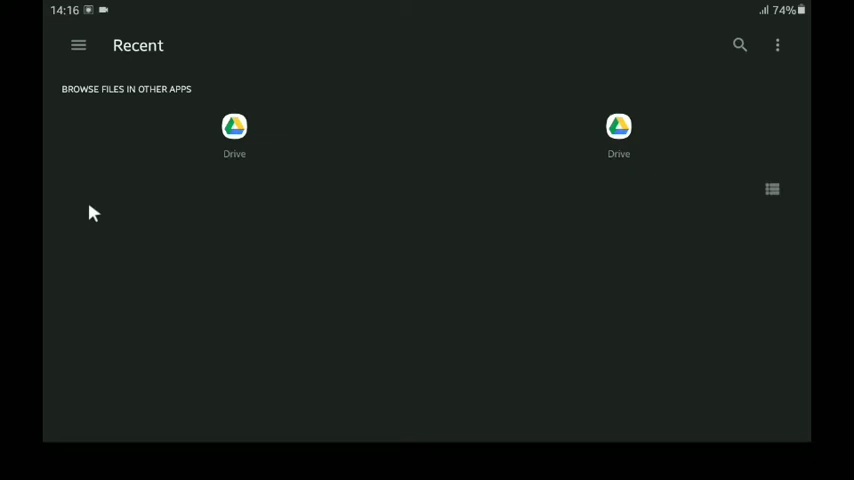 14:16
74%
Recent
BROWSE FILES IN OTHER APPS
Drive
Drive